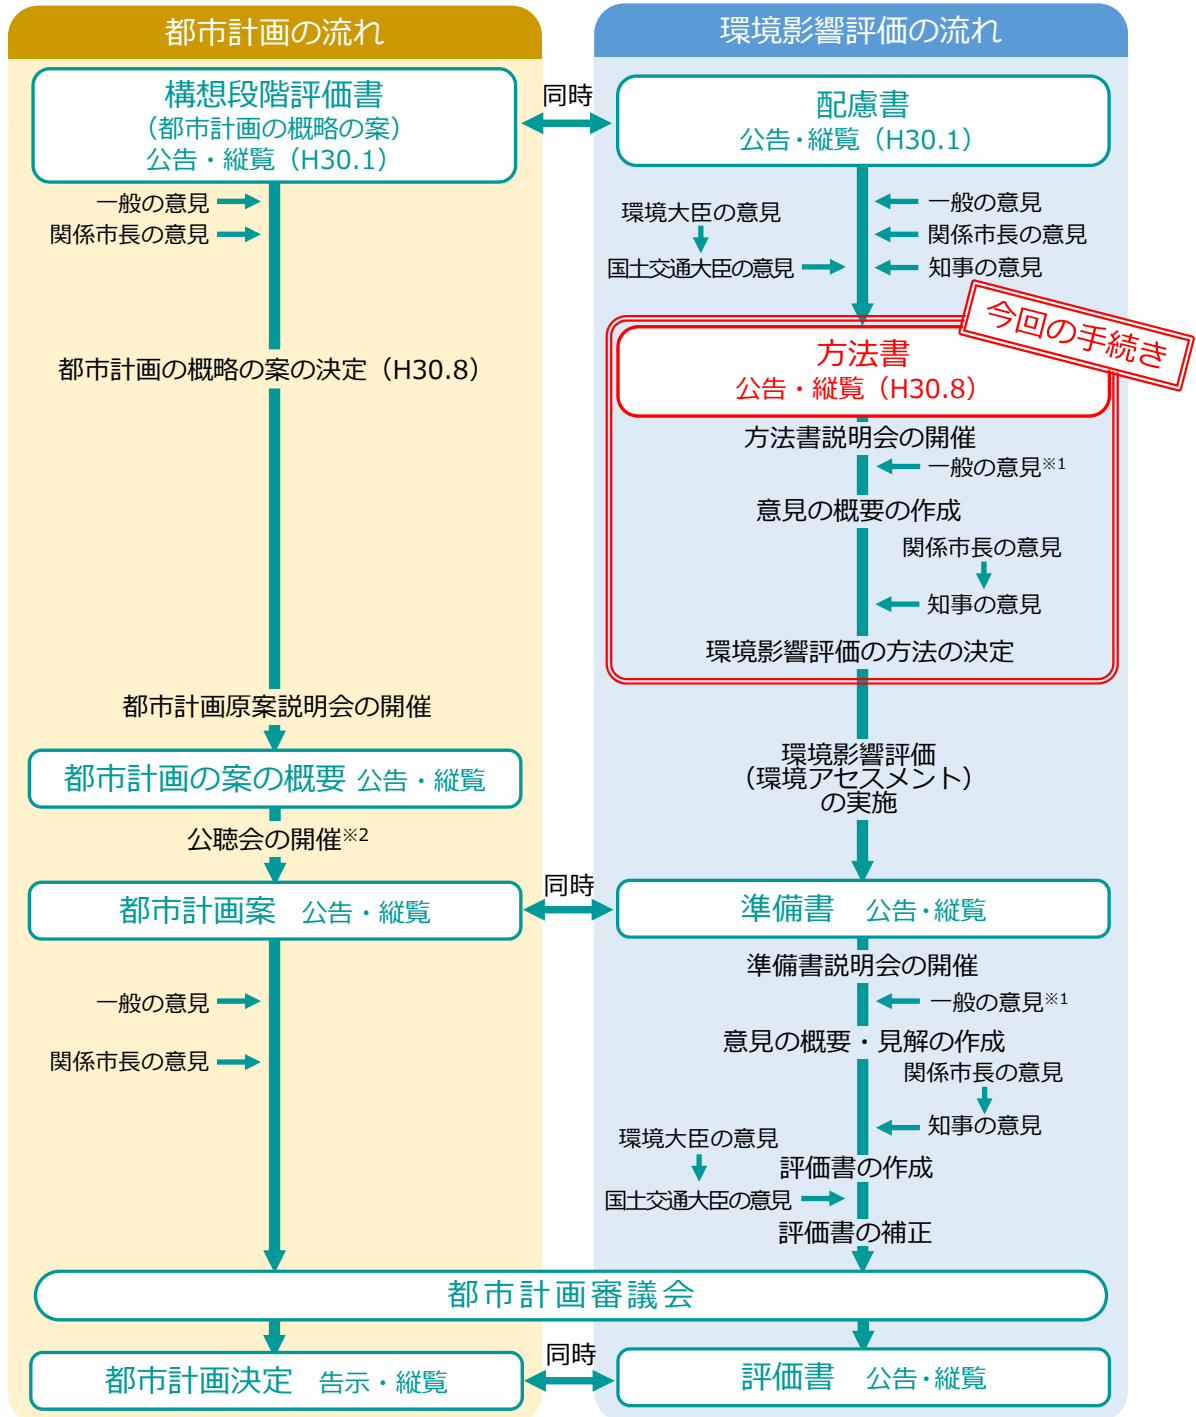 都市計画の流れ
構想段階評価書
（都市計画の概略の案）
公告・縦覧（H30.1）
一般の意見
関係市長の意見
都市計画の概略の案の決定（H30.8）
都市計画原案説明会の開催
都市計画の案の概要 公告・縦覧
公聴会の開催※2
都市計画案 公告・縦覧
一般の意見
関係市長の意見
同時
同時
同時
環境影響評価の流れ
配慮書
公告・縦覧（H30.1）
一般の意見
関係市長の意見
知事の意見
環境大臣の意見
国土交通大臣の意見
今回の手続き
方法書
公告・縦覧（H30.8）
方法書説明会の開催
一般の意見※1
意見の概要の作成
関係市長の意見
知事の意見
環境影響評価の方法の決定
環境影響評価
（環境アセスメント）
の実施
準備書 公告・縦覧
準備書説明会の開催
一般の意見※1
意見の概要・見解の作成
関係市長の意見
知事の意見
環境大臣の意見
評価書の作成
国土交通大臣の意見
評価書の補正
都市計画審議会
都市計画決定 告示・縦覧
評価書 公告・縦覧